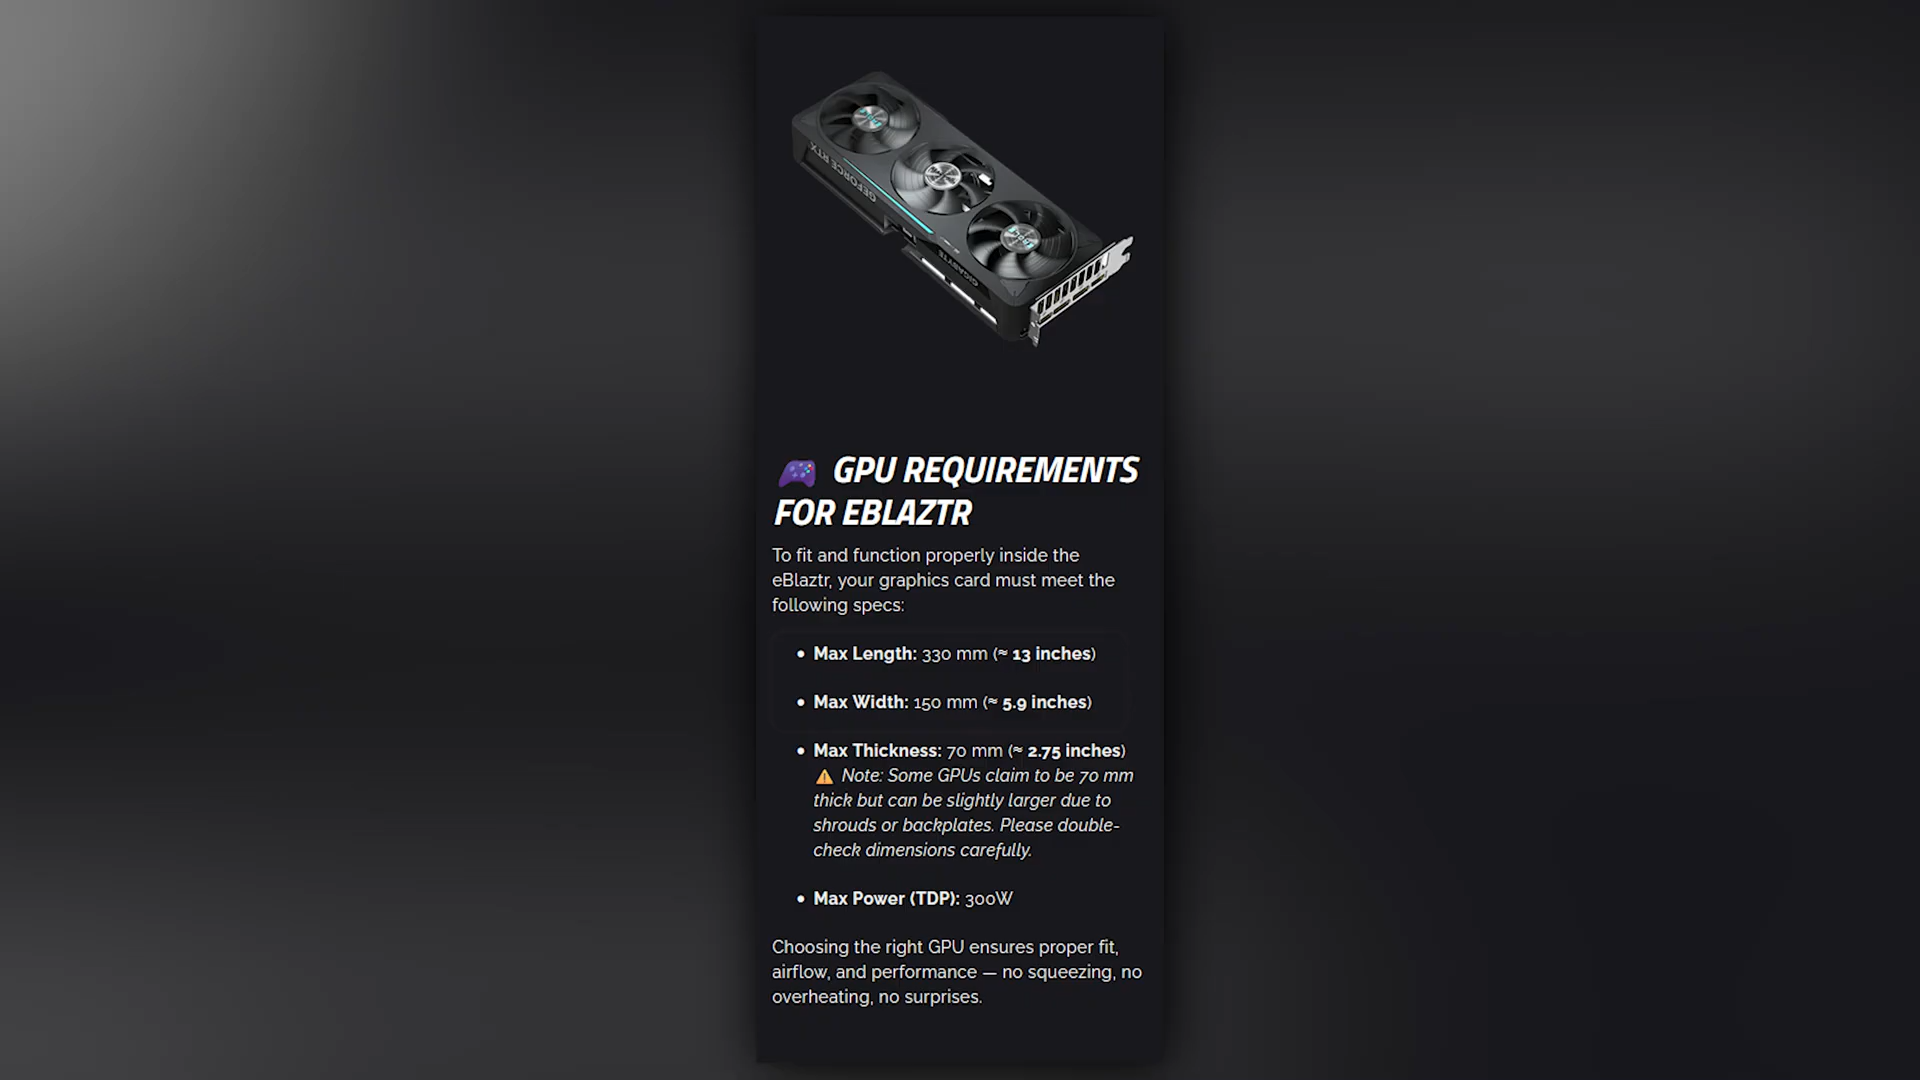 GEFORCE RTX
GIGABYTE
🎮 GPU REQUIREMENTS
FOR EBLAZTR
To fit and function properly inside the
eBlaztr, your graphics card must meet the
following specs:
• Max Length: 330 mm (≈ 13 inches)
• Max Width: 150 mm (≈ 5.9 inches)
• Max Thickness: 70 mm (≈ 2.75 inches)
⚠️ Note: Some GPUs claim to be 70 mm
thick but can be slightly larger due to
shrouds or backplates. Please double-
check dimensions carefully.
• Max Power (TDP): 300W
Choosing the right GPU ensures proper fit,
airflow, and performance — no squeezing, no
overheating, no surprises.